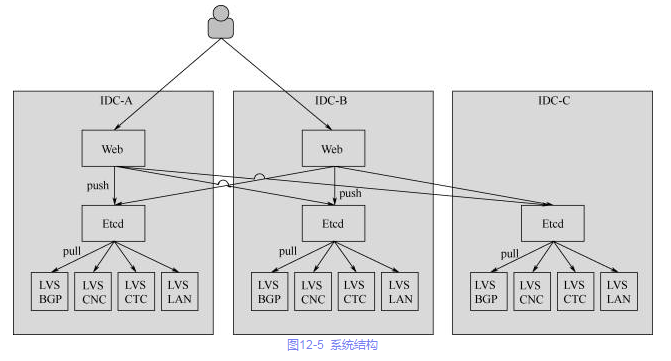 IDC-A
IDC-B
IDC-C
Web
Web
push
push
Etcd
Etcd
Etcd
pull
pull
pull
LVS
BGP
LVS
CNC
LVS
CTC
LVS
LAN
LVS
BGP
LVS
CNC
LVS
CTC
LVS
LAN
LVS
BGP
LVS
CNC
LVS
CTC
LVS
LAN
图12-5 系统结构